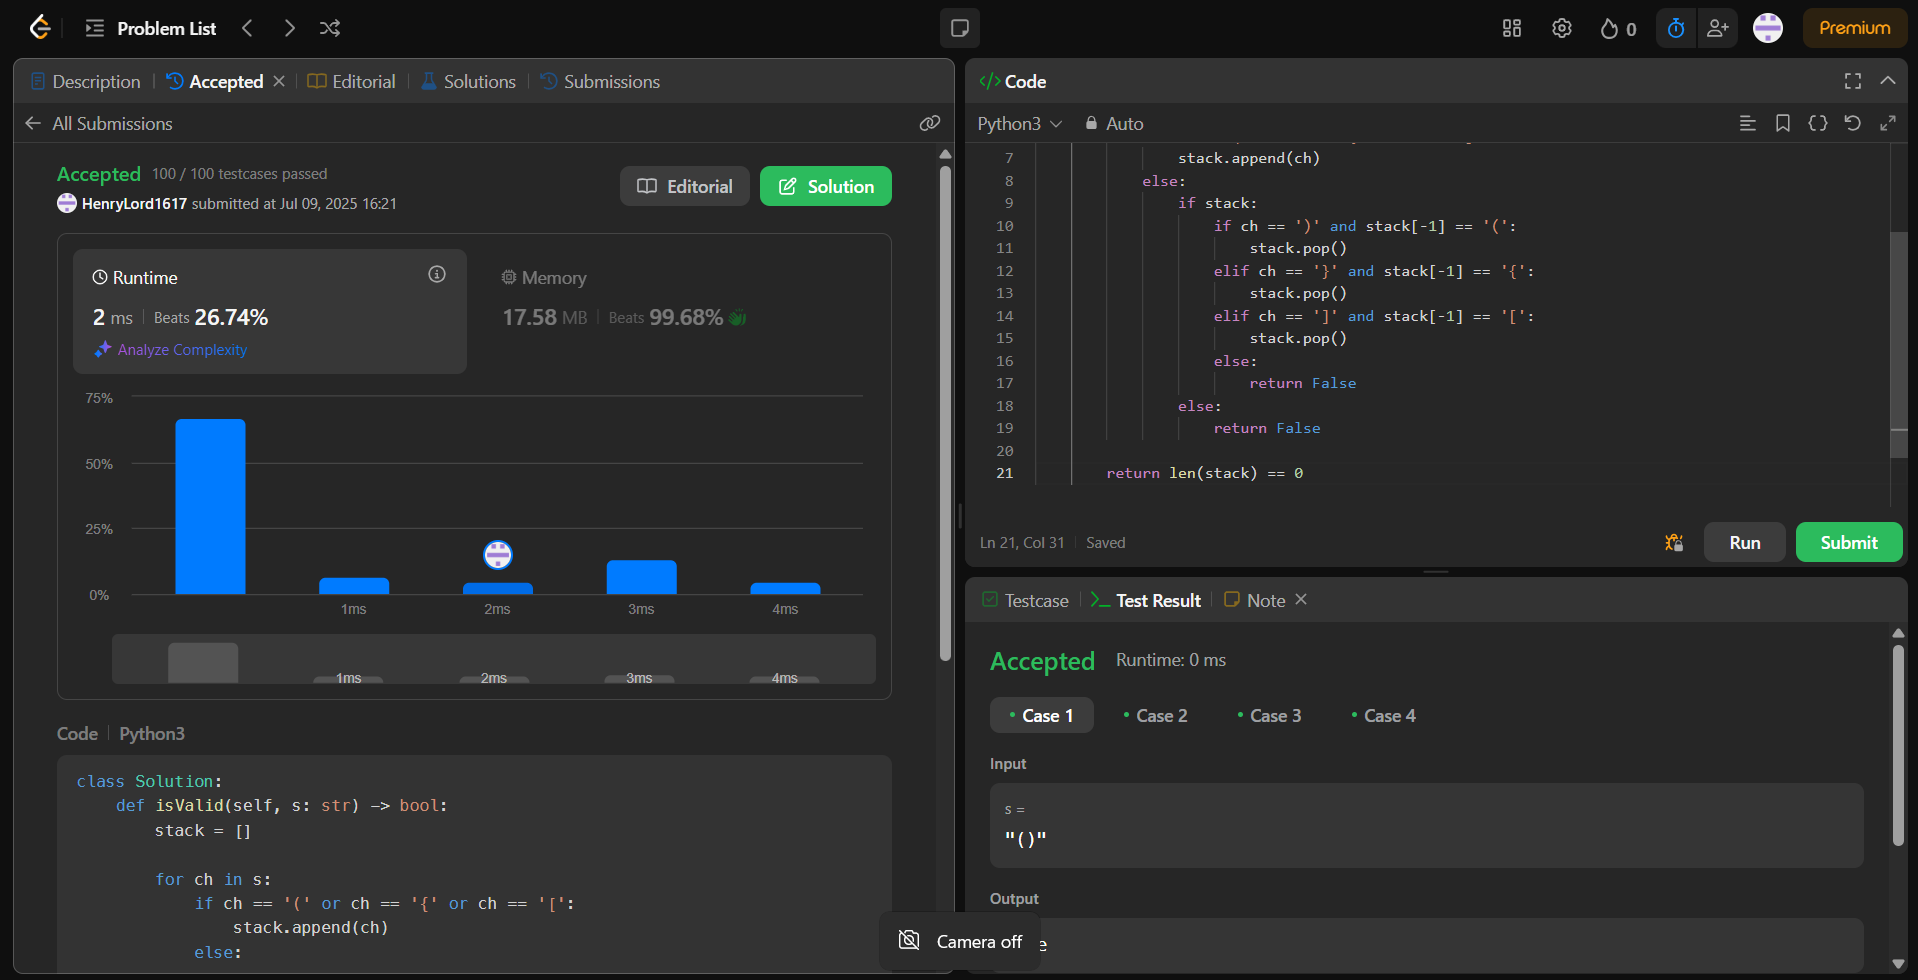 Problem List
0
Premium
Description
Accepted
Editorial
Solutions
Submissions
All Submissions
Accepted 100 / 100 testcases passed
HenryLord1617 submitted at Jul 09, 2025 16:21
Editorial
Solution
Runtime
2 ms | Beats 26.74%
Analyze Complexity
Memory
17.58 MB | Beats 99.68%
75%
50%
25%
0%
1ms 2ms 3ms 4ms
1ms 2ms 3ms 4ms
Code | Python3
class Solution:
    def isValid(self, s: str) -> bool:
        stack = []
        for ch in s:
            if ch == '(' or ch == '{' or ch == '[':
                stack.append(ch)
            else:
Code
Python3
Auto
7                 stack.append(ch)
8             else:
9                 if stack:
10                     if ch == ')' and stack[-1] == '(':
11                         stack.pop()
12                     elif ch == '}' and stack[-1] == '{':
13                         stack.pop()
14                     elif ch == ']' and stack[-1] == '[':
15                         stack.pop()
16                     else:
17                         return False
18                 else:
19                     return False
20
21         return len(stack) == 0
Ln 21, Col 31 | Saved
Run
Submit
Testcase
Test Result
Note
Accepted Runtime: 0 ms
Case 1
Case 2
Case 3
Case 4
Input
s =
"()"
Output
Camera off